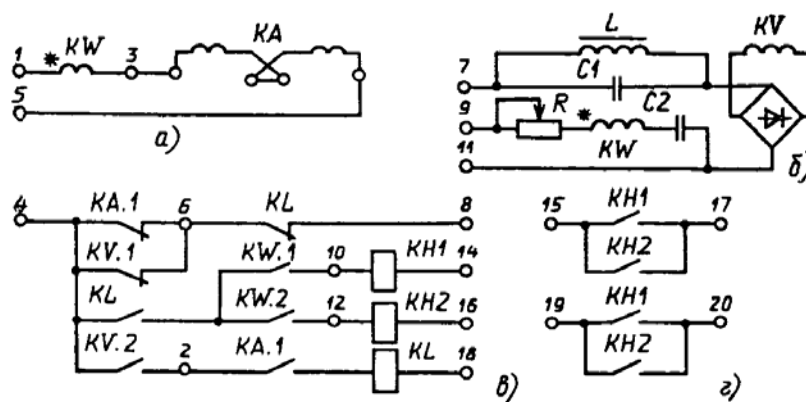 KW KA
* 1 3
5
а)
L KV
7 C1
C2
9 R *
KW
11
б)
4 KA.1 6 KL 8
KV.1 KW.1 10 KH1 14
KL KW.2 12 KH2 16
KV.2 2 KA.1 KL 18
в)
15 KH1 17
KH2
19 KH1 20
KH2
г)